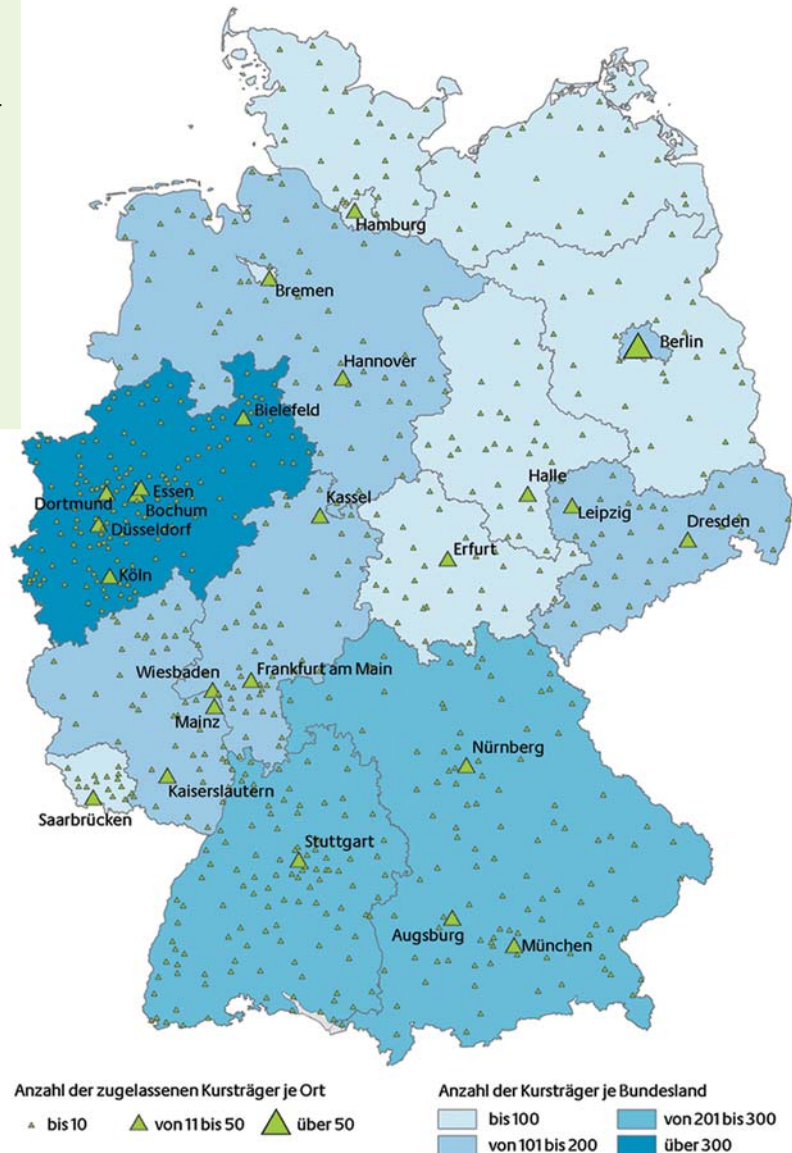 Hamburg
Bremen
Berlin
Hannover
Bielefeld
Halle
Essen
Kassel
Dortmund
Bochum
Leipzig
Düsseldorf
Dresden
Erfurt
Köln
Frankfurt am Main
Wiesbaden
Mainz
Nürnberg
Kaiserslautern
Saarbrücken
Stuttgart
Augsburg
München
Anzahl der zugelassenen Kursträger je Ort
bis 10
von 11 bis 50
über 50
Anzahl der Kursträger je Bundesland
bis 100
von 201 bis 300
von 101 bis 200
über 300